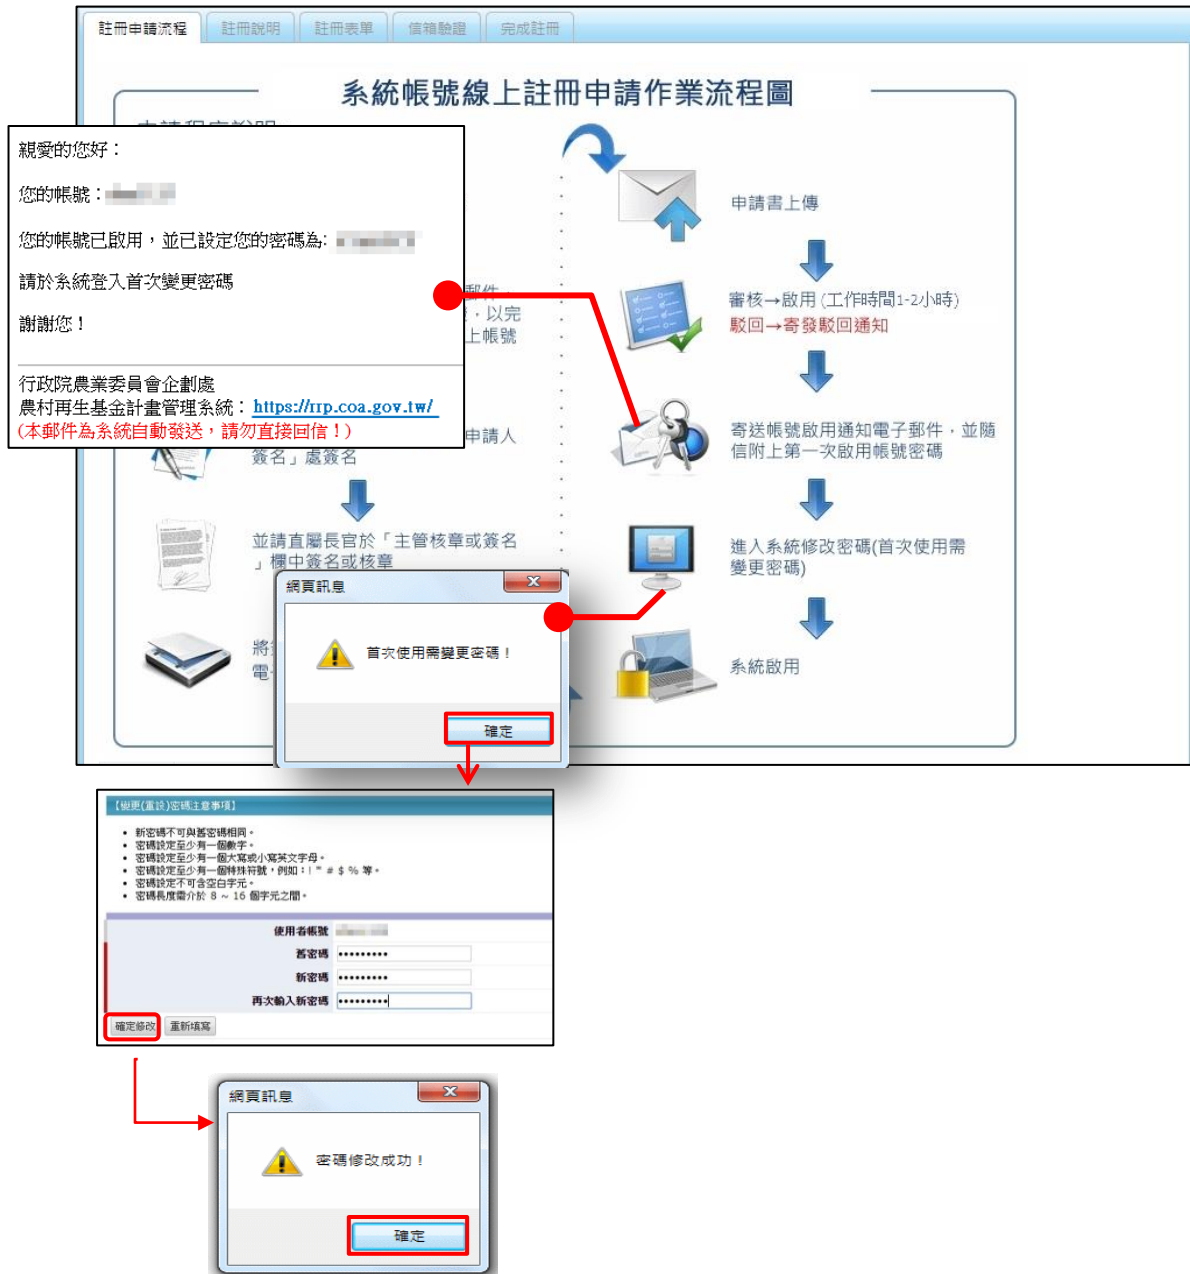 註冊申請流程
註冊說明
註冊表單
信箱驗證
完成註冊
系統帳號線上註冊申請作業流程圖
親愛的您好：
您的帳號：
您的帳號已啟用，並已設定您的密碼為:
請於系統登入首次變更密碼
謝謝您！
行政院農業委員會企劃處
農村再生基金計畫管理系統：https://rrp.coa.gov.tw/
(本郵件為系統自動發送，請勿直接回信！)
郵件，
，以完
上帳號
申請人
簽名」處簽名
並請直屬長官於「主管核章或簽名
」欄中簽名或核章
將
電
申請書上傳
審核→啟用(工作時間1-2小時)
駁回→寄發駁回通知
寄送帳號啟用通知電子郵件，並隨
信附上第一次啟用帳號密碼
進入系統修改密碼(首次使用需
變更密碼)
系統啟用
網頁訊息
首次使用需變更密碼！
確定
【變更(重設)密碼注意事項】
• 新密碼不可與舊密碼相同。
• 密碼設定至少有一個數字。
• 密碼設定至少有一個大寫或小寫英文字母。
• 密碼設定至少有一個特殊符號，例如：! " # $ % 等。
• 密碼設定不可含空白字元。
• 密碼長度需介於 8 ~ 16 個字元之間。
使用者帳號
舊密碼 •••••••••
新密碼 •••••••••
再次輸入新密碼 •••••••••
確定修改 重新填寫
網頁訊息
密碼修改成功！
確定